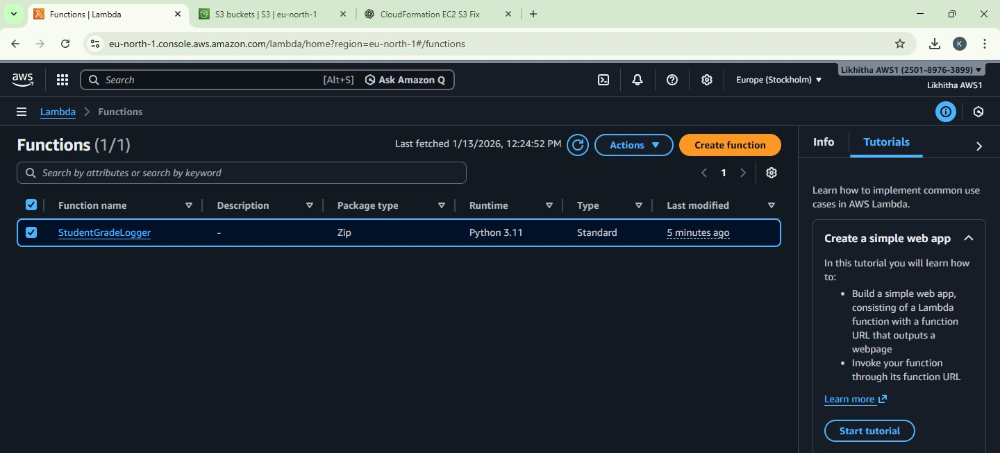 Functions | Lambda
S3 buckets | S3 | eu-north-1
CloudFormation EC2 S3 Fix
eu-north-1.console.aws.amazon.com/lambda/home?region=eu-north-1#/functions
K
aws
Search
[Alt+S]
Ask Amazon Q
Europe (Stockholm)
Likhitha AWS1 (2501-8976-3899)
Likhitha AWS1
Lambda
Functions
Functions (1/1)
Last fetched 1/13/2026, 12:24:52 PM
Actions
Create function
Search by attributes or search by keyword
1
Function name
Description
Package type
Runtime
Type
Last modified
StudentGradeLogger
-
Zip
Python 3.11
Standard
5 minutes ago
Info
Tutorials
Learn how to implement common use
cases in AWS Lambda.
Create a simple web app
In this tutorial you will learn how
to:
• Build a simple web app,
consisting of a Lambda
function with a function
URL that outputs a
webpage
• Invoke your function
through its function URL
Learn more
Start tutorial